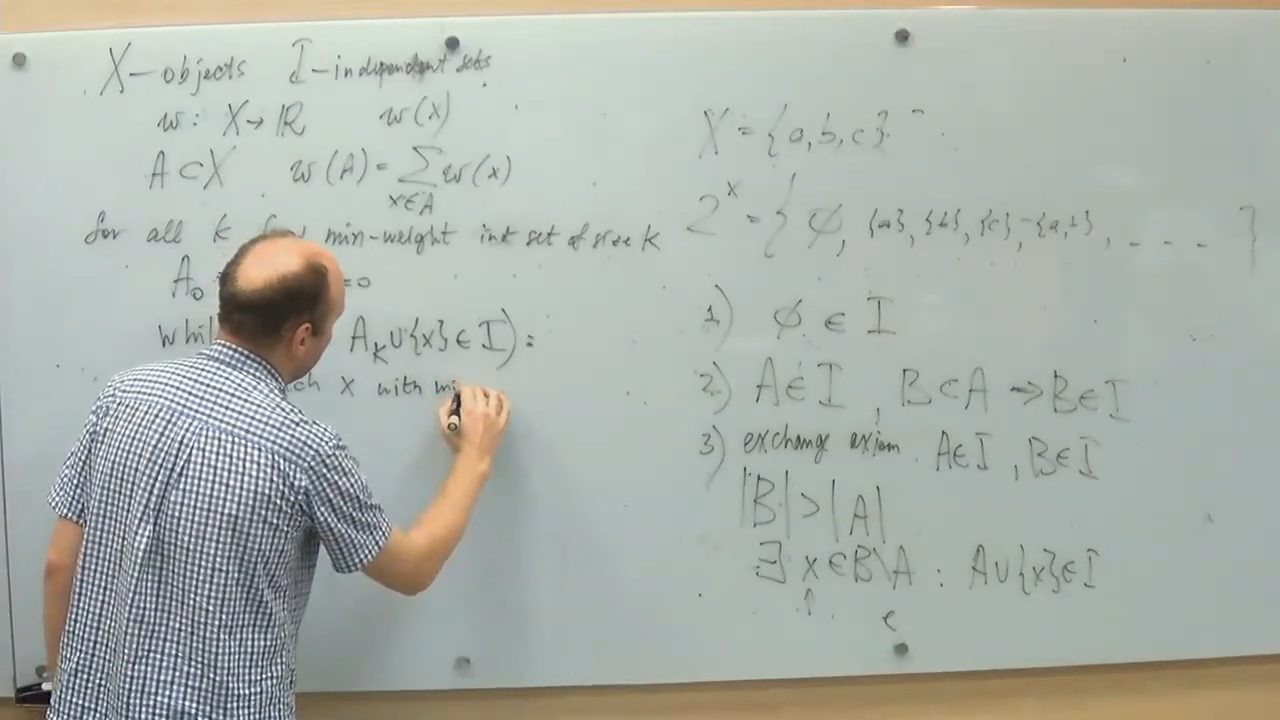 X – objects I – independent sets
w: X → ℝ w(x)
A ⊂ X w(A) = ∑ w(x)
x∈A
for all k min-weight ind set of size k
A₀ =0
whil A_K ∪ {x} ∈ I):
ch x with mi
X = {a, b, c}
2^X = { ∅, {a}, {b}, {c}, {a,b}, - - - - }
1) ∅ ∈ I
2) A ∈ I, B ⊂ A → B ∈ I
3) exchange axiom. A∈I, B∈I
|B| > |A|
∃ x ∈ B \ A : A∪{x}∈I
↑